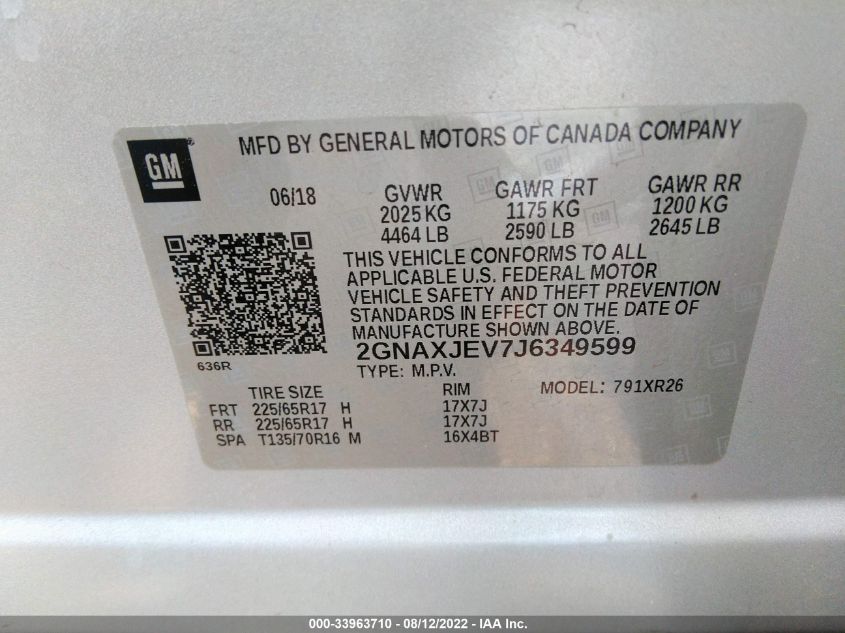 GM
MFD BY GENERAL MOTORS OF CANADA COMPANY
06/18 GVWR GAWR FRT GAWR RR
2025 KG 1175 KG 1200 KG
4464 LB 2590 LB 2645 LB
THIS VEHICLE CONFORMS TO ALL
APPLICABLE U.S. FEDERAL MOTOR
VEHICLE SAFETY AND THEFT PREVENTION
STANDARDS IN EFFECT ON THE DATE OF
MANUFACTURE SHOWN ABOVE.
2GNAXJEV7J6349599
636R TYPE: M.P.V. MODEL: 791XR26
TIRE SIZE RIM
FRT 225/65R17 H 17X7J
RR 225/65R17 H 17X7J
SPA T135/70R16 M 16X4BT
000-33963710 - 08/12/2022 - IAA Inc.